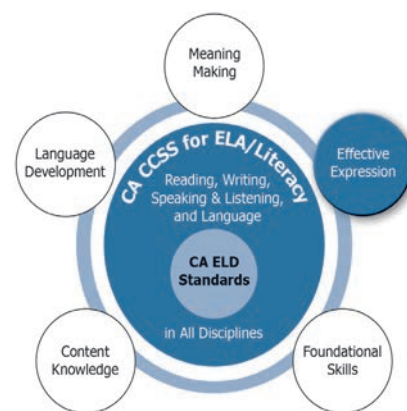 Meaning
Making
Language
Development
Effective
Expression
CA CCSS for ELA/Literacy
Reading, Writing,
Speaking & Listening,
and Language
CA ELD
Standards
in All Disciplines
Content
Knowledge
Foundational
Skills